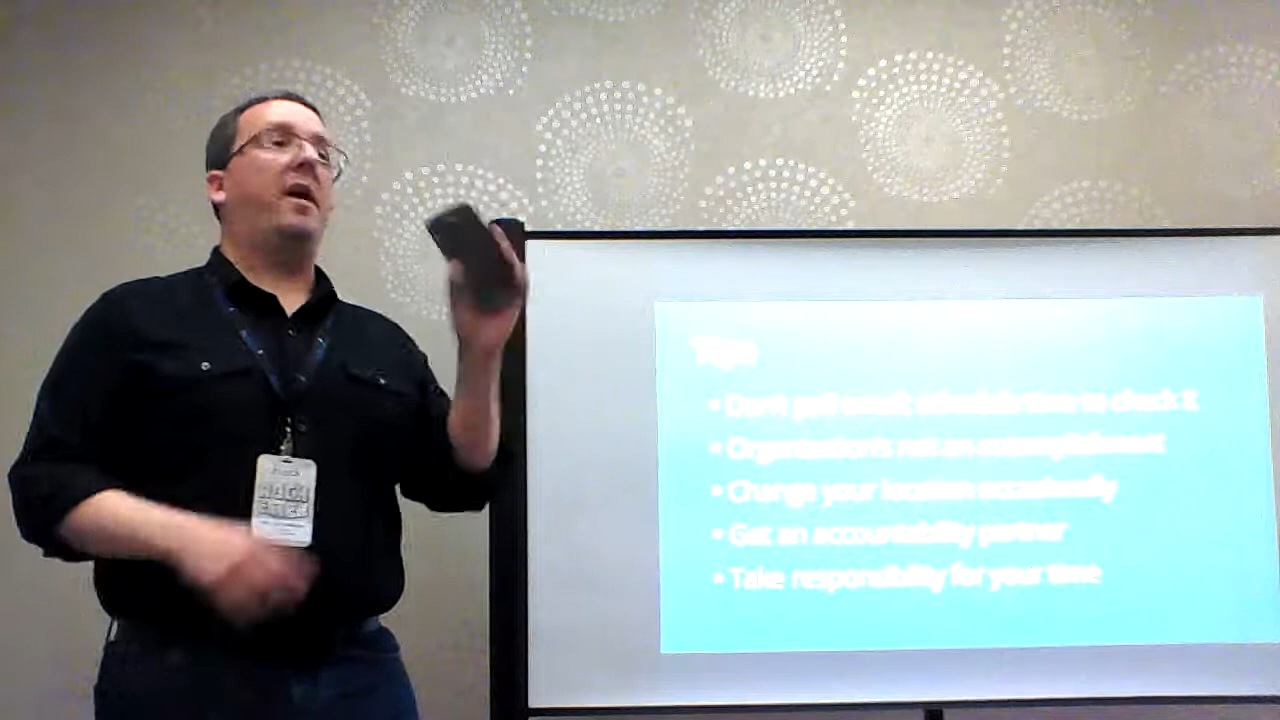 Tips
• Don't poll email; schedule time to check it
• Organization's not an accomplishment
• Change your location occasionally
• Get an accountability partner
• Take responsibility for your time